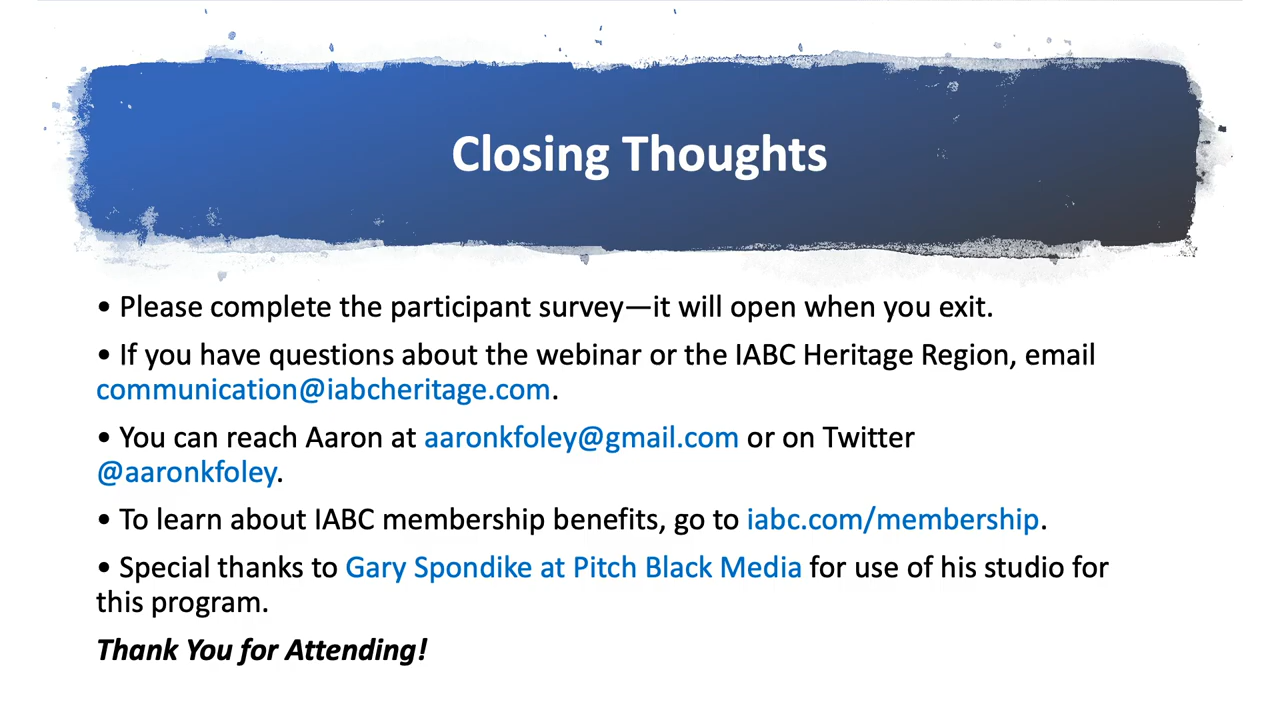 Closing Thoughts
• Please complete the participant survey—it will open when you exit.
• If you have questions about the webinar or the IABC Heritage Region, email
communication@iabcheritage.com.
• You can reach Aaron at aaronkfoley@gmail.com or on Twitter
@aaronkfoley.
• To learn about IABC membership benefits, go to iabc.com/membership.
• Special thanks to Gary Spondike at Pitch Black Media for use of his studio for
this program.
Thank You for Attending!